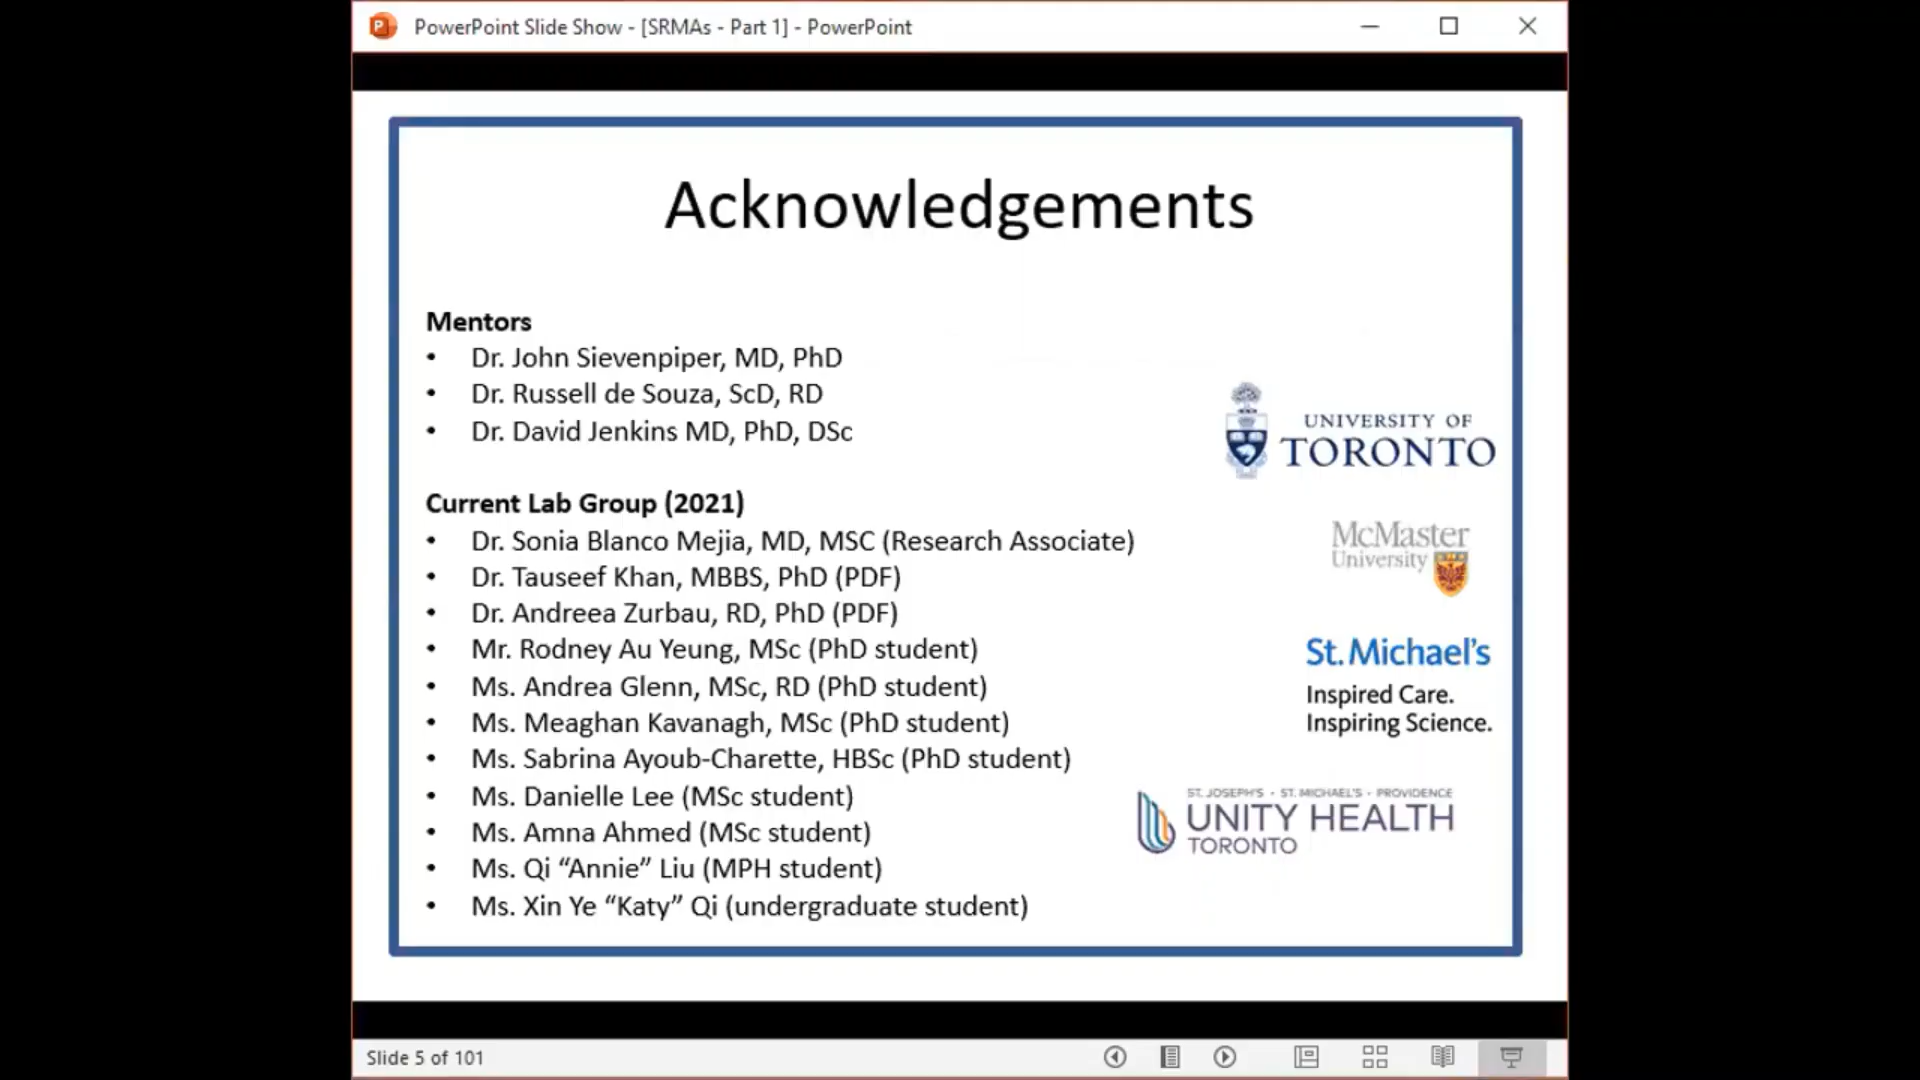 PowerPoint Slide Show - [SRMAs - Part 1] - PowerPoint
Acknowledgements
Mentors
• Dr. John Sievenpiper, MD, PhD
• Dr. Russell de Souza, ScD, RD
• Dr. David Jenkins MD, PhD, DSc
Current Lab Group (2021)
• Dr. Sonia Blanco Mejia, MD, MSC (Research Associate)
• Dr. Tauseef Khan, MBBS, PhD (PDF)
• Dr. Andreea Zurbau, RD, PhD (PDF)
• Mr. Rodney Au Yeung, MSc (PhD student)
• Ms. Andrea Glenn, MSc, RD (PhD student)
• Ms. Meaghan Kavanagh, MSc (PhD student)
• Ms. Sabrina Ayoub-Charette, HBSc (PhD student)
• Ms. Danielle Lee (MSc student)
• Ms. Amna Ahmed (MSc student)
• Ms. Qi “Annie” Liu (MPH student)
• Ms. Xin Ye “Katy” Qi (undergraduate student)
UNIVERSITY OF
TORONTO
McMaster
University
St. Michael's
Inspired Care.
Inspiring Science.
ST. JOSEPH'S • ST. MICHAEL'S • PROVIDENCE
UNITY HEALTH
TORONTO
Slide 5 of 101